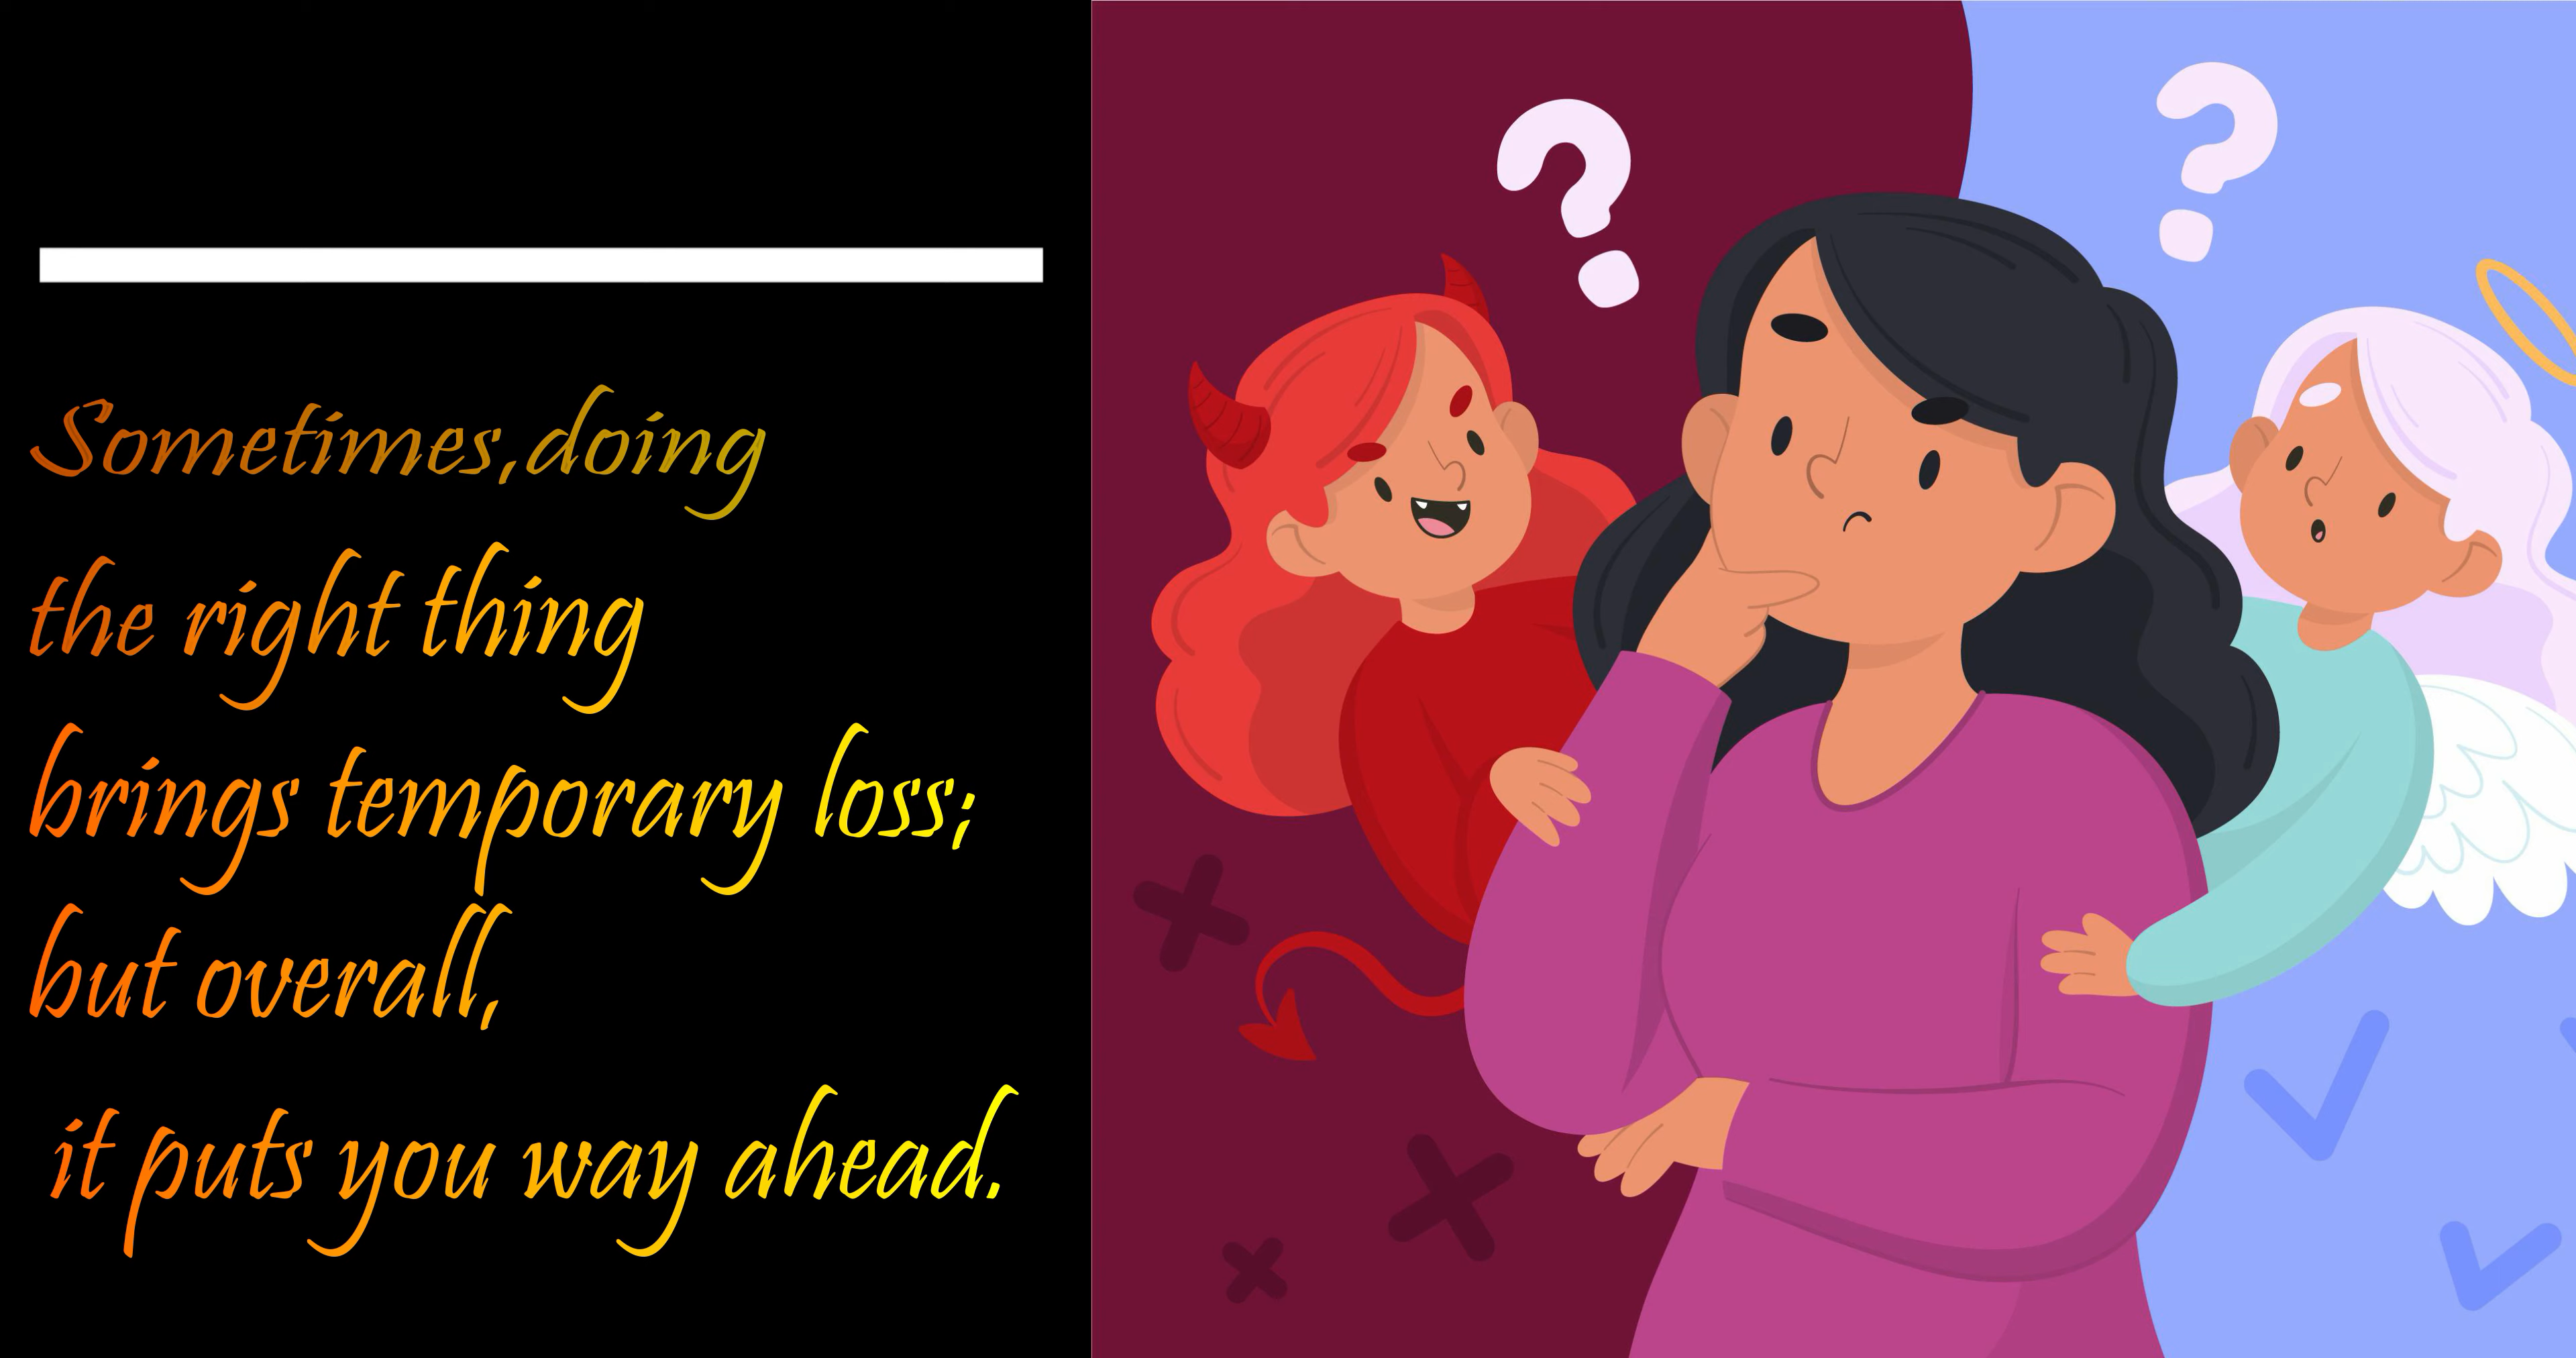 Sometimes,doing
the right thing
brings temporary loss;
but overall,
it puts you way ahead.
? ?